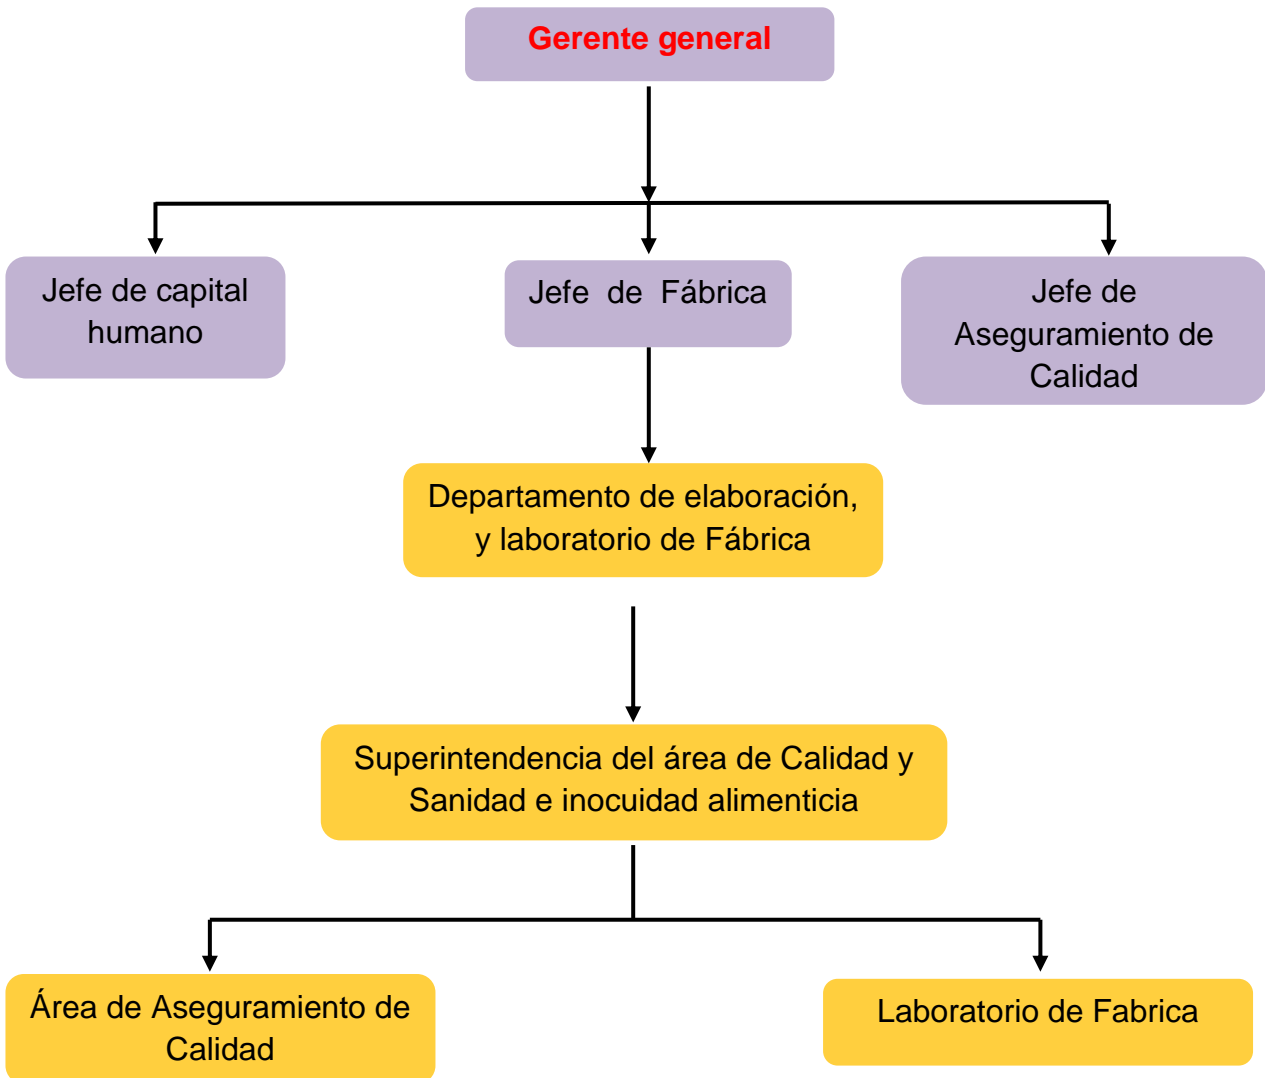 Gerente general
Jefe de capital
humano
Jefe de Fábrica
Jefe de
Aseguramiento de
Calidad
Departamento de elaboración,
y laboratorio de Fábrica
Superintendencia del área de Calidad y
Sanidad e inocuidad alimenticia
Área de Aseguramiento de
Calidad
Laboratorio de Fabrica